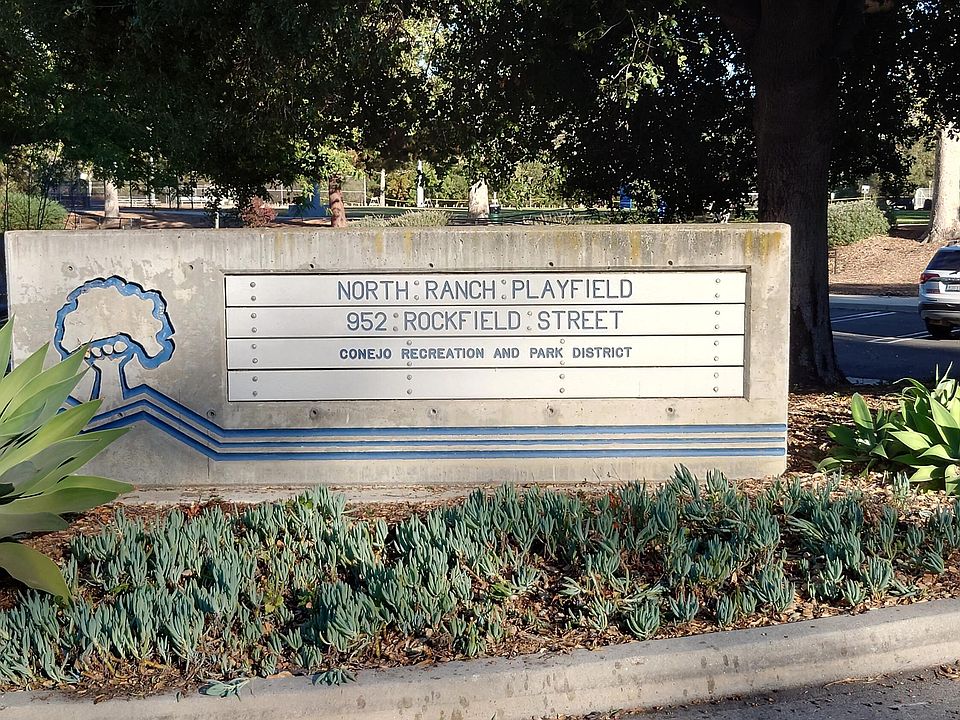 NORTH RANCH PLAYFIELD
952 ROCKFIELD STREET
CONEJO RECREATION AND PARK DISTRICT